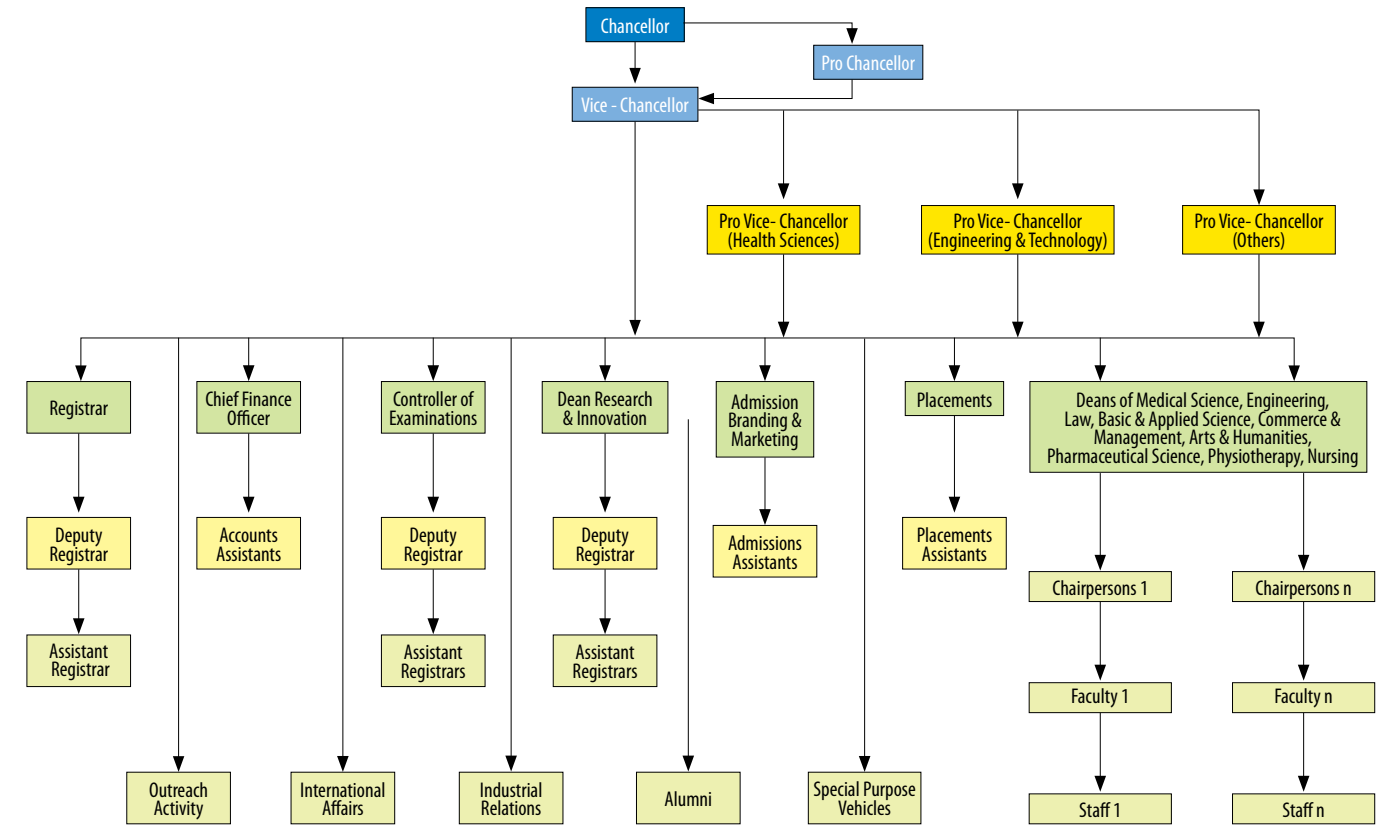 Chancellor
Pro Chancellor
Vice - Chancellor
Pro Vice- Chancellor
(Health Sciences)
Pro Vice- Chancellor
(Engineering & Technology)
Pro Vice- Chancellor
(Others)
Registrar
Chief Finance
Officer
Controller of
Examinations
Dean Research
& Innovation
Admission
Branding &
Marketing
Placements
Deans of Medical Science, Engineering,
Law, Basic & Applied Science, Commerce &
Management, Arts & Humanities,
Pharmaceutical Science, Physiotherapy, Nursing
Deputy
Registrar
Accounts
Assistants
Deputy
Registrar
Deputy
Registrar
Admissions
Assistants
Placements
Assistants
Chairpersons 1
Chairpersons n
Assistant
Registrar
Assistant
Registrars
Assistant
Registrars
Faculty 1
Faculty n
Outreach
Activity
International
Affairs
Industrial
Relations
Alumni
Special Purpose
Vehicles
Staff 1
Staff n